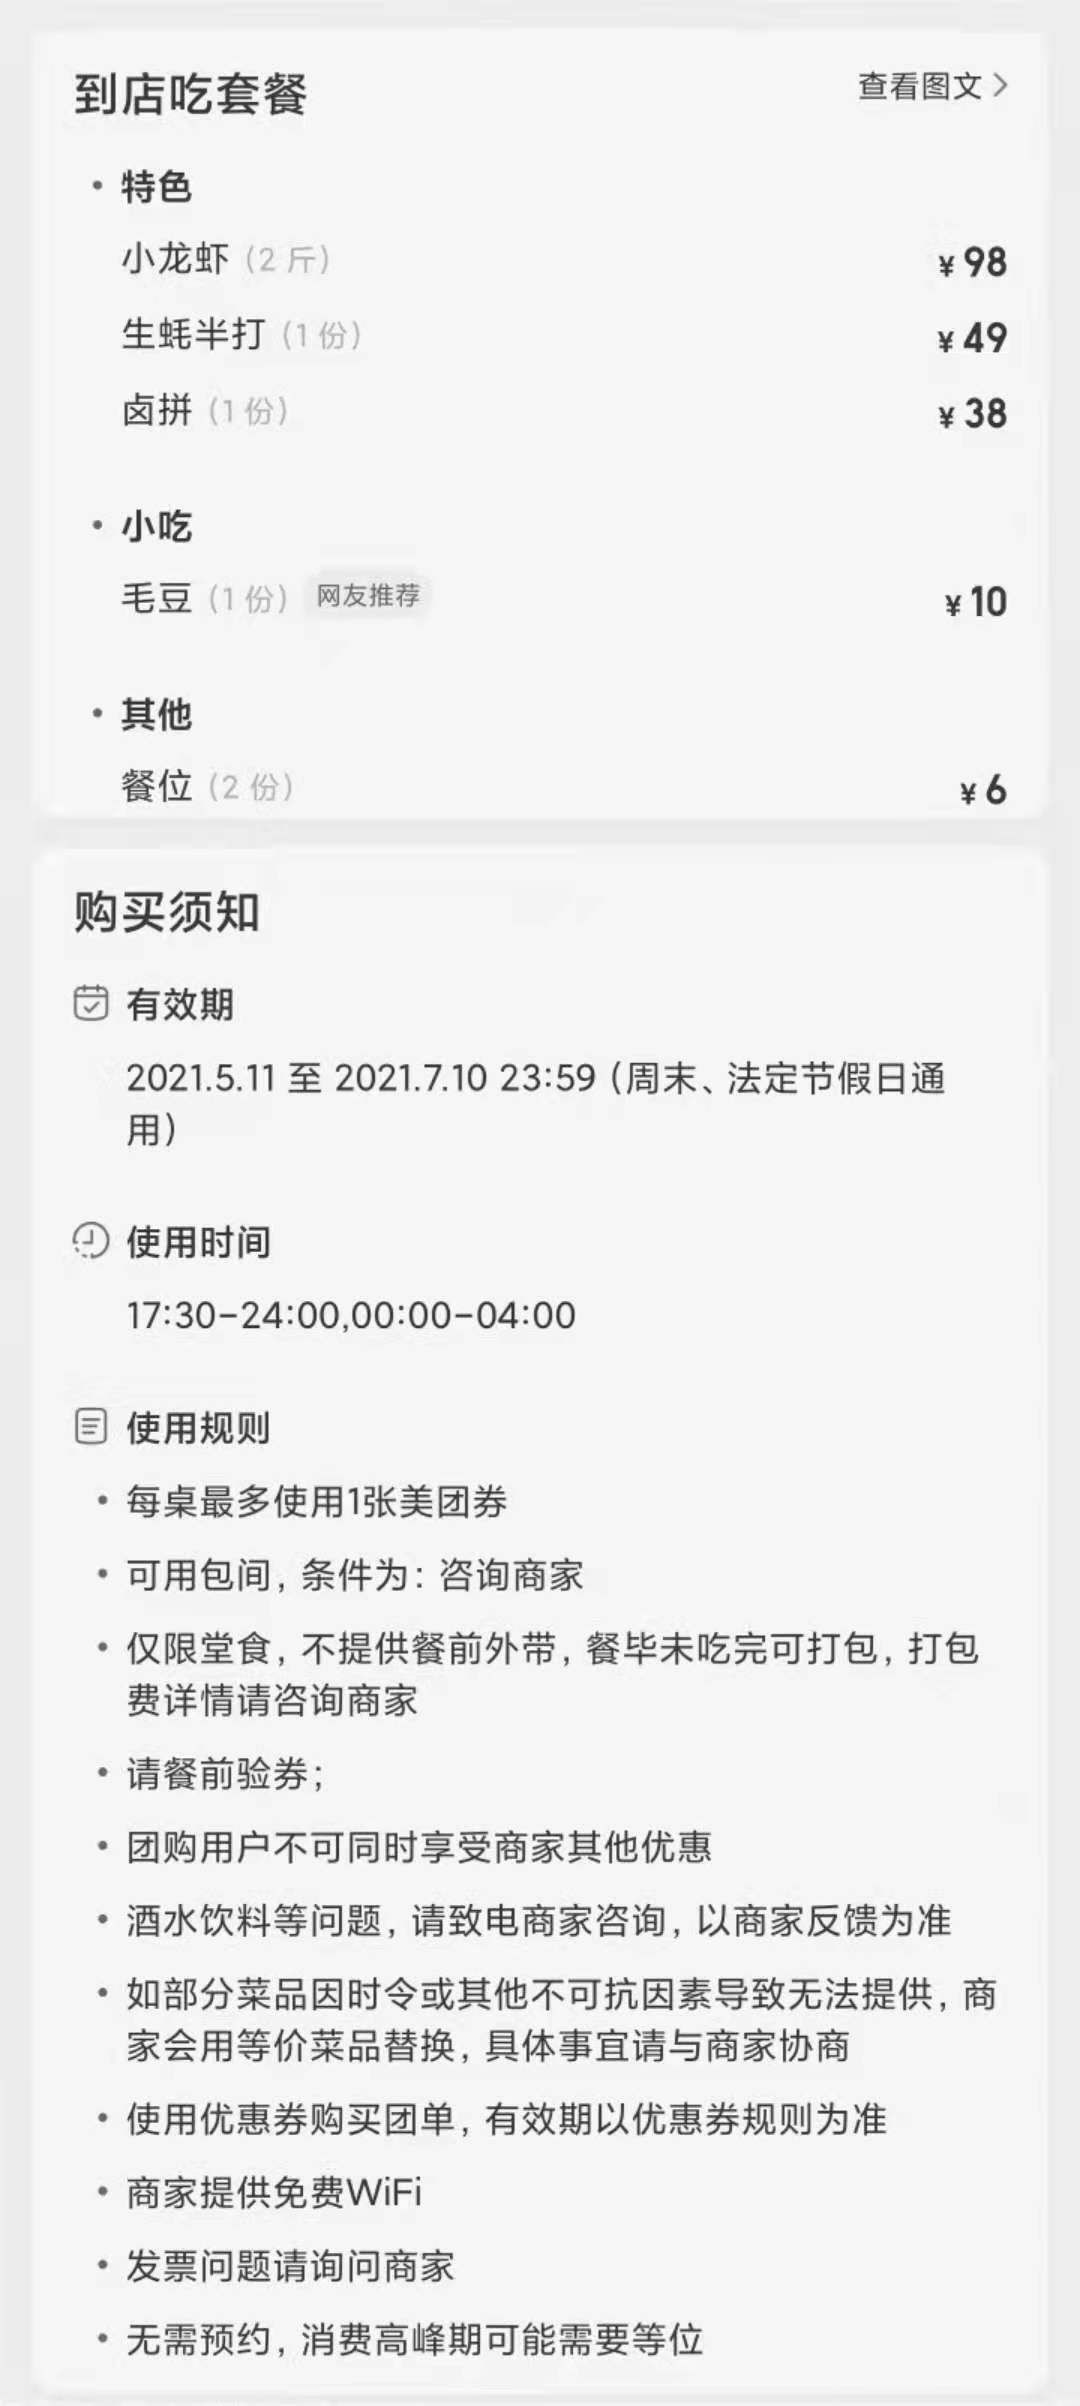 到店吃套餐 查看图文 >
• 特色
小龙虾（2 斤） ¥ 98
生蚝半打（1 份） ¥ 49
卤拼（1 份） ¥ 38
• 小吃
毛豆（1 份） 网友推荐 ¥ 10
• 其他
餐位（2 份） ¥ 6
购买须知
有效期
2021.5.11 至 2021.7.10 23:59（周末、法定节假日通
用）
使用时间
17:30-24:00,00:00-04:00
使用规则
• 每桌最多使用1张美团券
• 可用包间，条件为：咨询商家
• 仅限堂食，不提供餐前外带，餐毕未吃完可打包，打包
费详情请咨询商家
• 请餐前验券；
• 团购用户不可同时享受商家其他优惠
• 酒水饮料等问题，请致电商家咨询，以商家反馈为准
• 如部分菜品因时令或其他不可抗因素导致无法提供，商
家会用等价菜品替换，具体事宜请与商家协商
• 使用优惠券购买团单，有效期以优惠券规则为准
• 商家提供免费WiFi
• 发票问题请询问商家
• 无需预约，消费高峰期可能需要等位